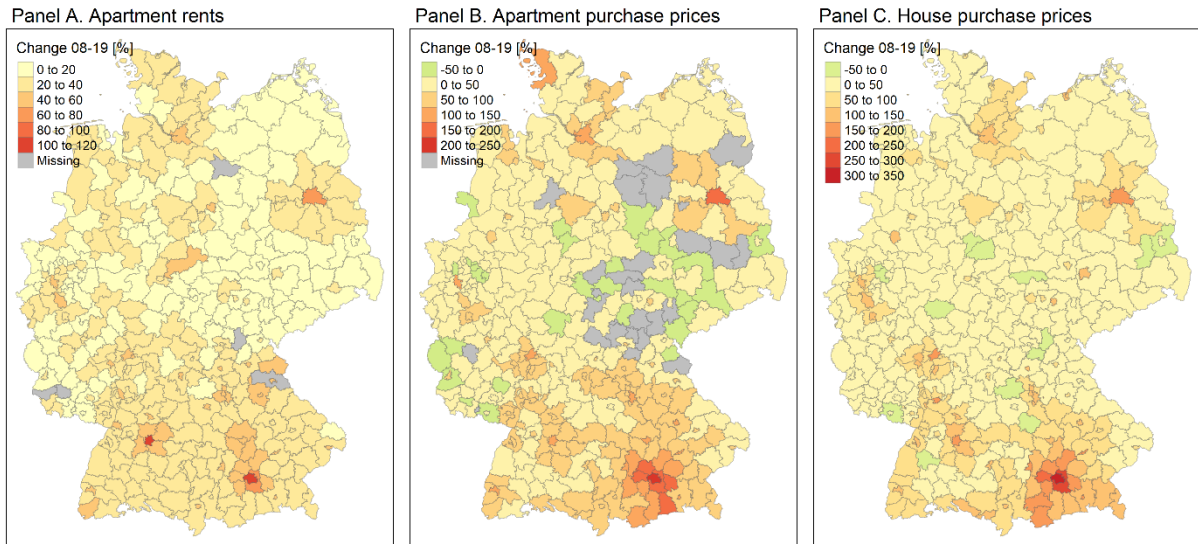 Panel A. Apartment rents
Change 08-19 [%]
0 to 20
20 to 40
40 to 60
60 to 80
80 to 100
100 to 120
Missing
Panel B. Apartment purchase prices
Change 08-19 [%]
-50 to 0
0 to 50
50 to 100
100 to 150
150 to 200
200 to 250
Missing
Panel C. House purchase prices
Change 08-19 [%]
-50 to 0
0 to 50
50 to 100
100 to 150
150 to 200
200 to 250
250 to 300
300 to 350